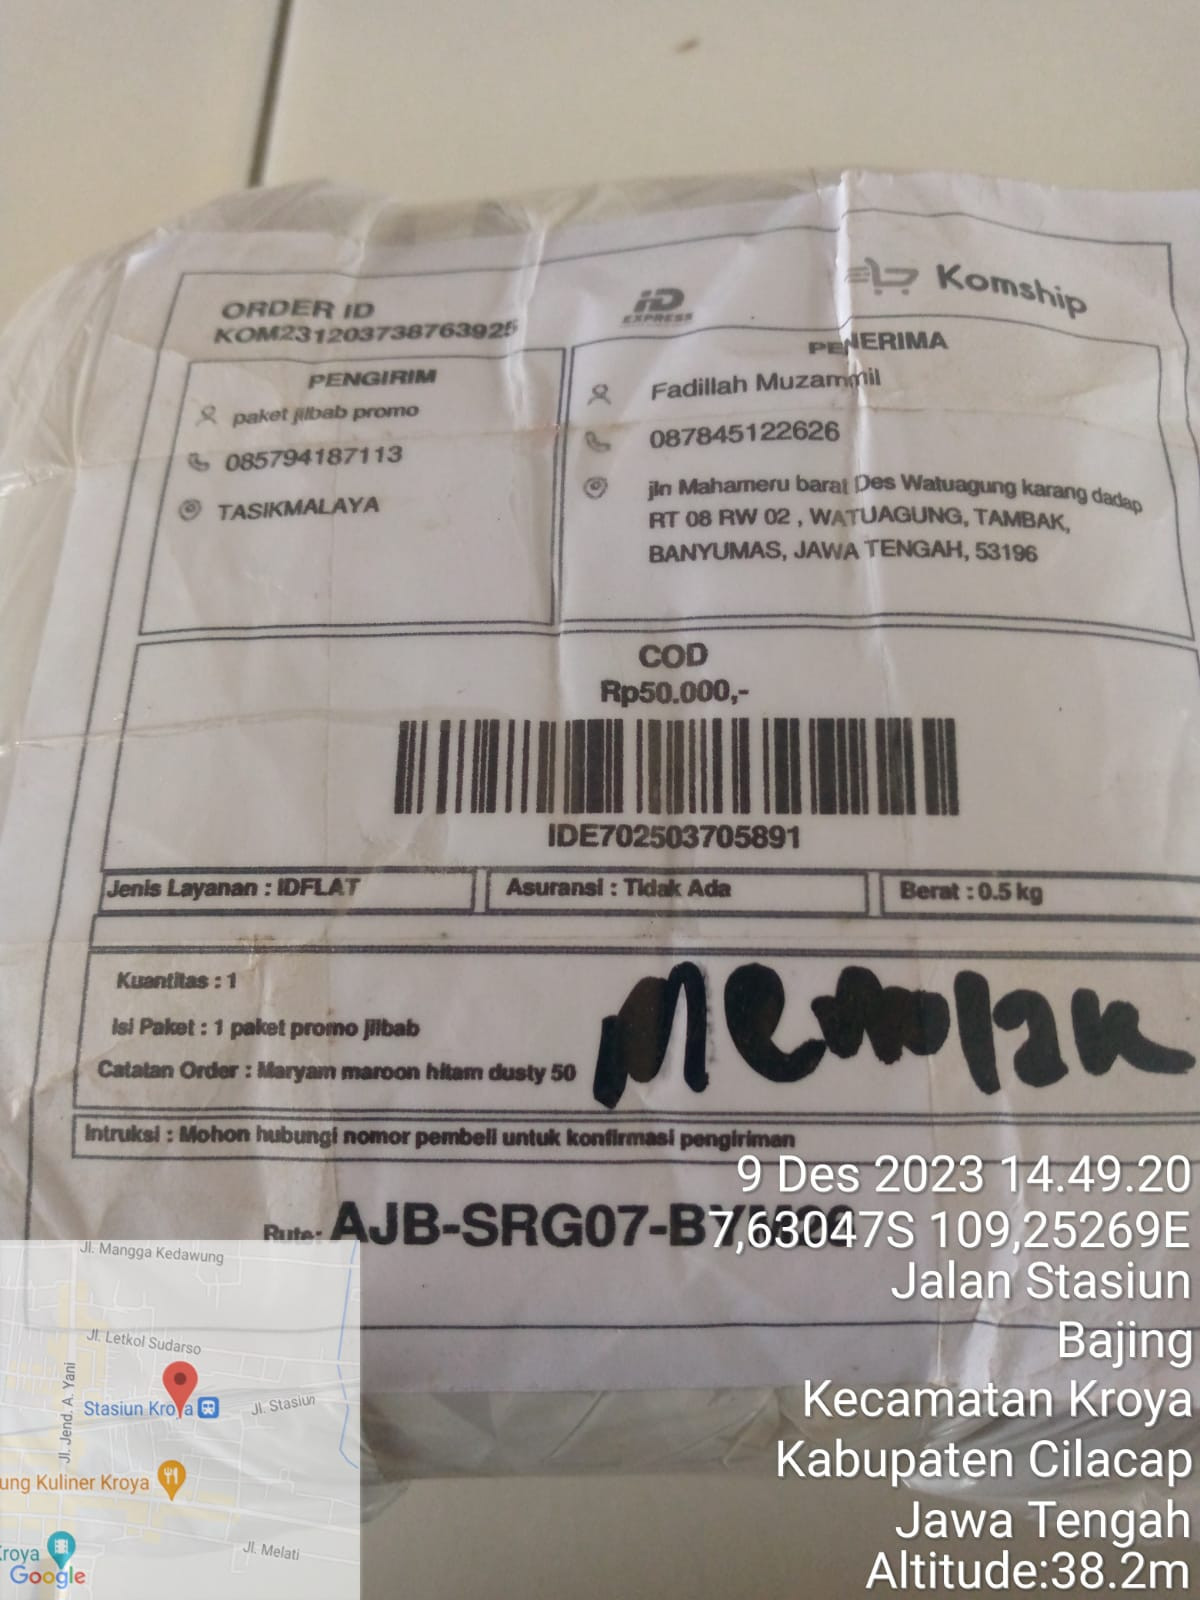 ORDER ID
KOM231203738763925
iD
EXPRESS
Komship
PENGIRIM
paket jilbab promo
085794187113
TASIKMALAYA
PENERIMA
Fadillah Muzammil
087845122626
jln Mahameru barat Des Watuagung karang dadap
RT 08 RW 02 , WATUAGUNG, TAMBAK,
BANYUMAS, JAWA TENGAH, 53196
COD
Rp50.000,-
IDE702503705891
Jenis Layanan : IDFLAT
Asuransi : Tidak Ada
Berat : 0.5 kg
Kuantitas : 1
Isi Paket : 1 paket promo jilbab
Catatan Order : Maryam maroon hitam dusty 50
Menolak
Intruksi : Mohon hubungi nomor pembeli untuk konfirmasi pengiriman
Rute: AJB-SRG07-
9 Des 2023 14.49.20
7,63047S 109,25269E
Jalan Stasiun
Bajing
Kecamatan Kroya
Kabupaten Cilacap
Jawa Tengah
Altitude:38.2m
Jl. Mangga Kedawung
Jl. Letkol Sudarso
Jl. Jend. A. Yani
Stasiun Kroya
Jl. Stasiun
ung Kuliner Kroya
Jl. Melati
Kroya
Google